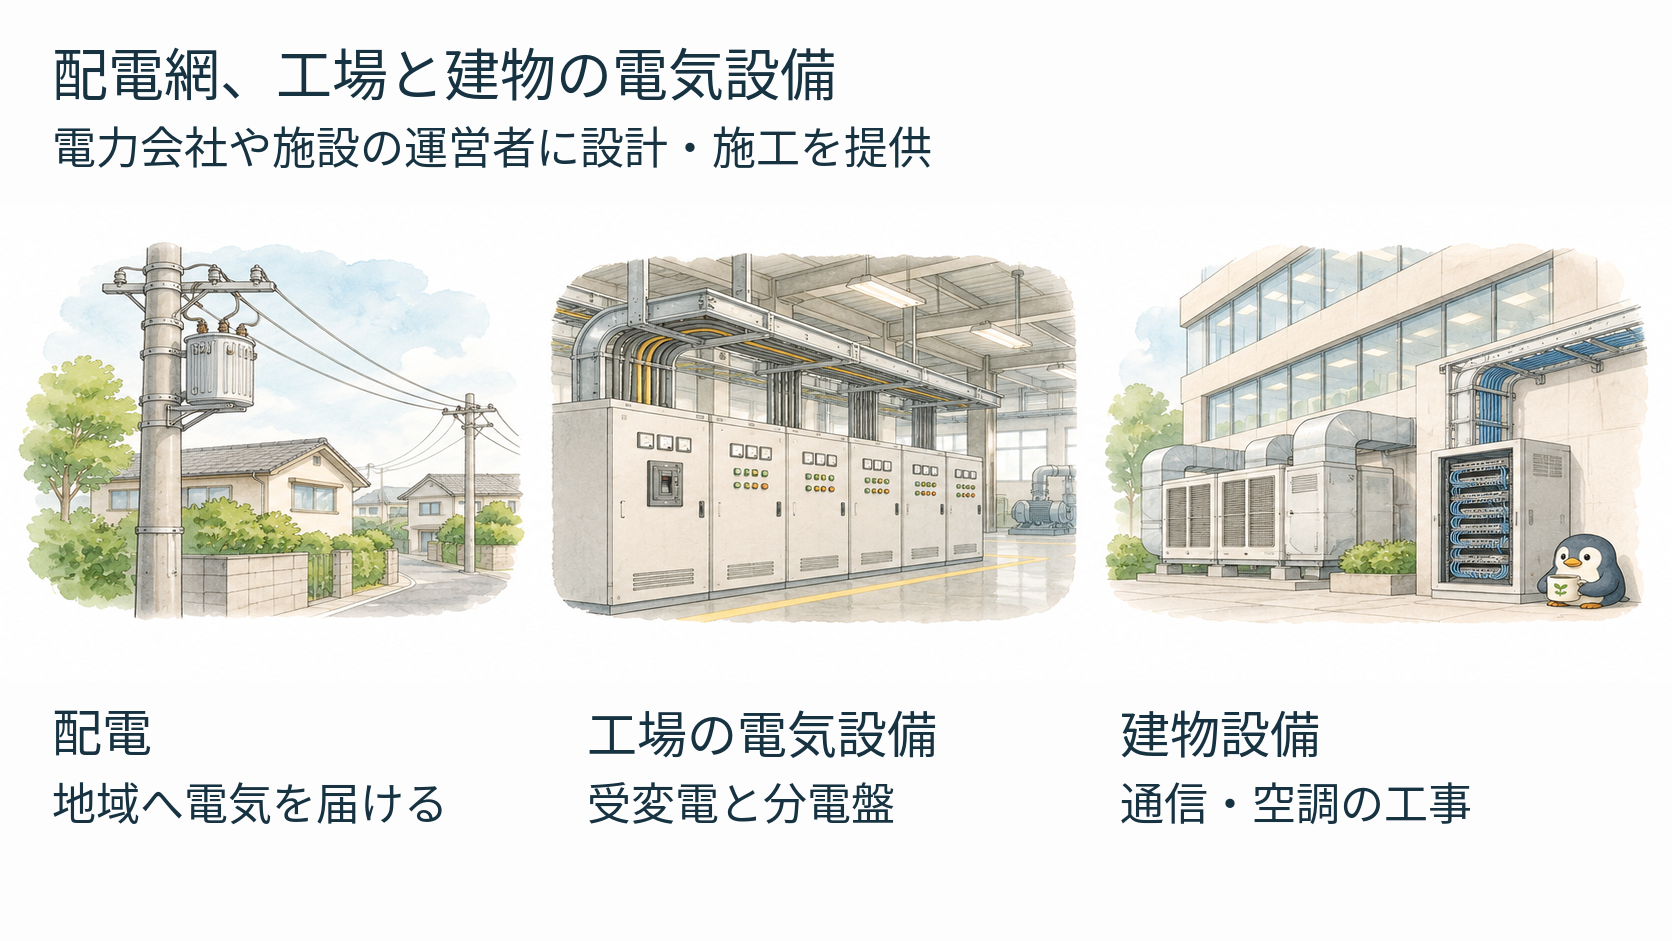 配電網、工場と建物の電気設備
電力会社や施設の運営者に設計・施工を提供
配電
地域へ電気を届ける
工場の電気設備
受変電と分電盤
建物設備
通信・空調の工事